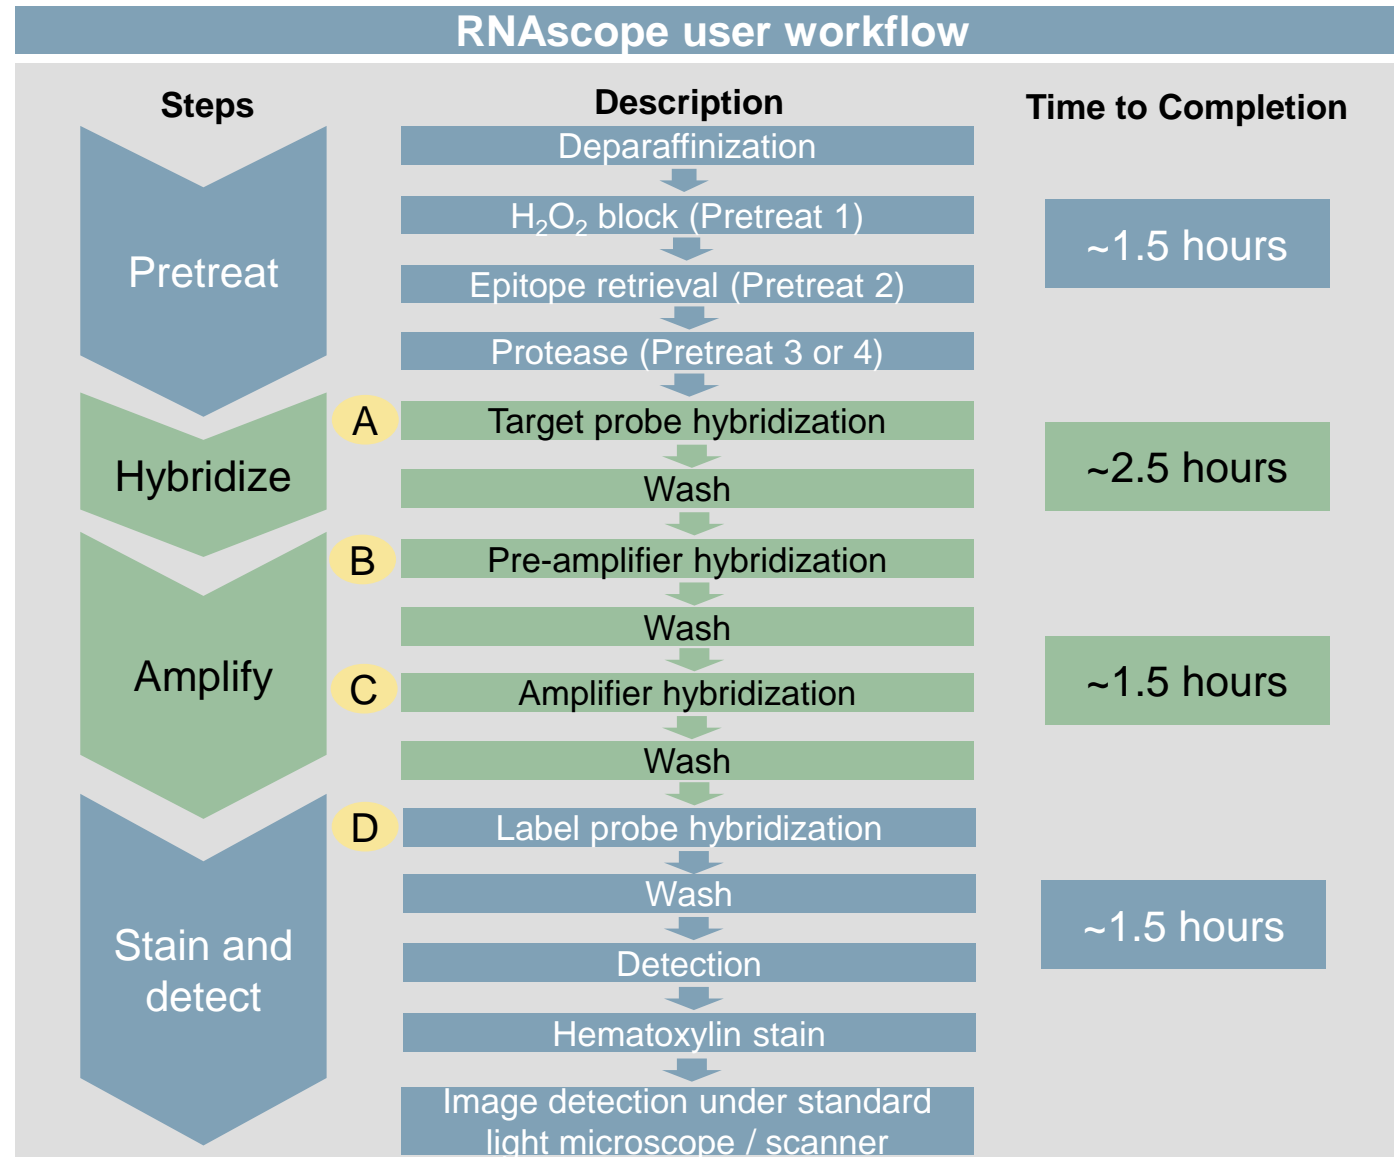 RNAscope user workflow
Steps
Description
Time to Completion
Pretreat
Deparaffinization
H₂O₂ block (Pretreat 1)
Epitope retrieval (Pretreat 2)
Protease (Pretreat 3 or 4)
~1.5 hours
Hybridize
A
Target probe hybridization
Wash
~2.5 hours
Amplify
B
Pre-amplifier hybridization
Wash
C
Amplifier hybridization
Wash
~1.5 hours
Stain and
detect
D
Label probe hybridization
Wash
Detection
Hematoxylin stain
Image detection under standard
light microscope / scanner
~1.5 hours